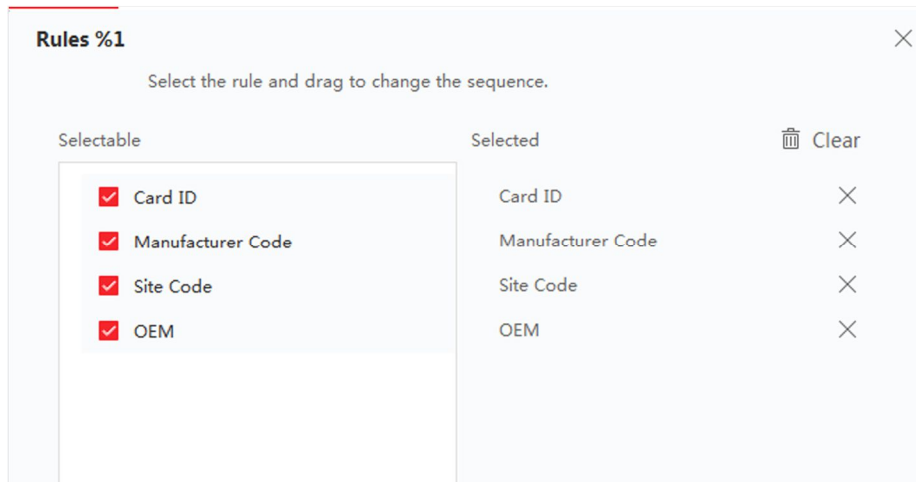 Rules %1
Select the rule and drag to change the sequence.
Selectable
Selected
Clear
Card ID
Card ID
Manufacturer Code
Manufacturer Code
Site Code
Site Code
OEM
OEM